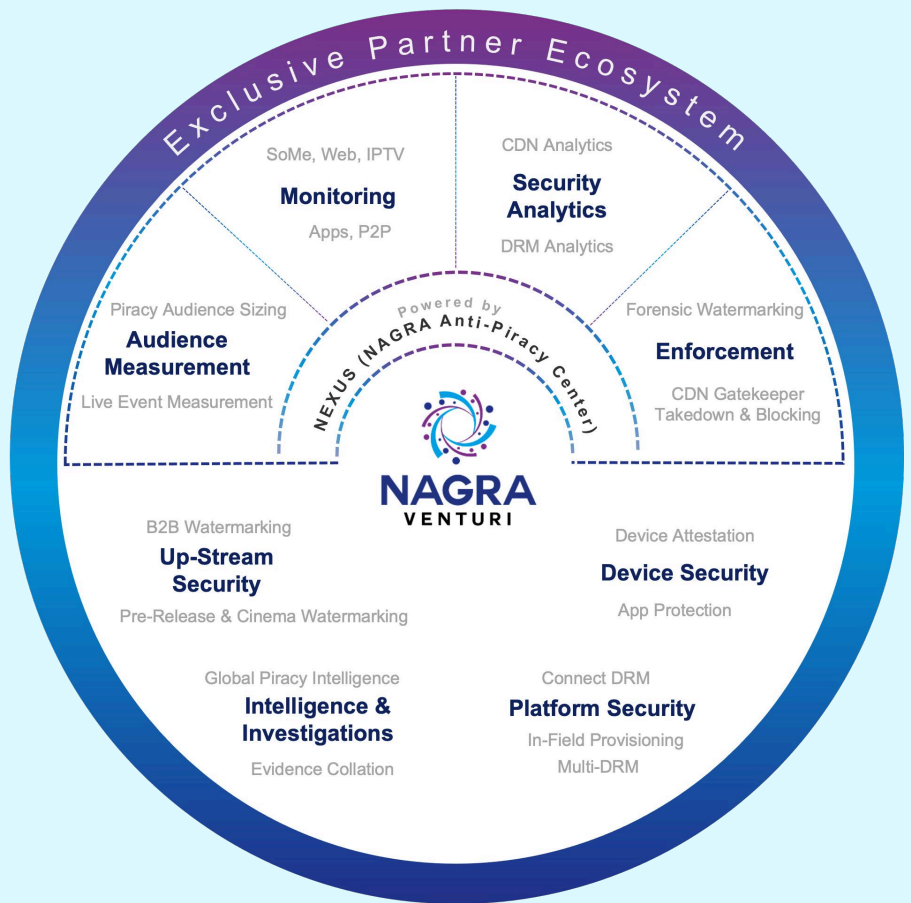 Exclusive Partner Ecosystem
SoMe, Web, IPTV
Monitoring
Apps, P2P
CDN Analytics
Security
Analytics
DRM Analytics
Piracy Audience Sizing
Audience
Measurement
Live Event Measurement
Powered by
NEXUS (NAGRA Anti-Piracy Center)
Forensic Watermarking
Enforcement
CDN Gatekeeper
Takedown & Blocking
NAGRA
VENTURI
B2B Watermarking
Up-Stream
Security
Pre-Release & Cinema Watermarking
Device Attestation
Device Security
App Protection
Global Piracy Intelligence
Intelligence &
Investigations
Evidence Collation
Connect DRM
Platform Security
In-Field Provisioning
Multi-DRM